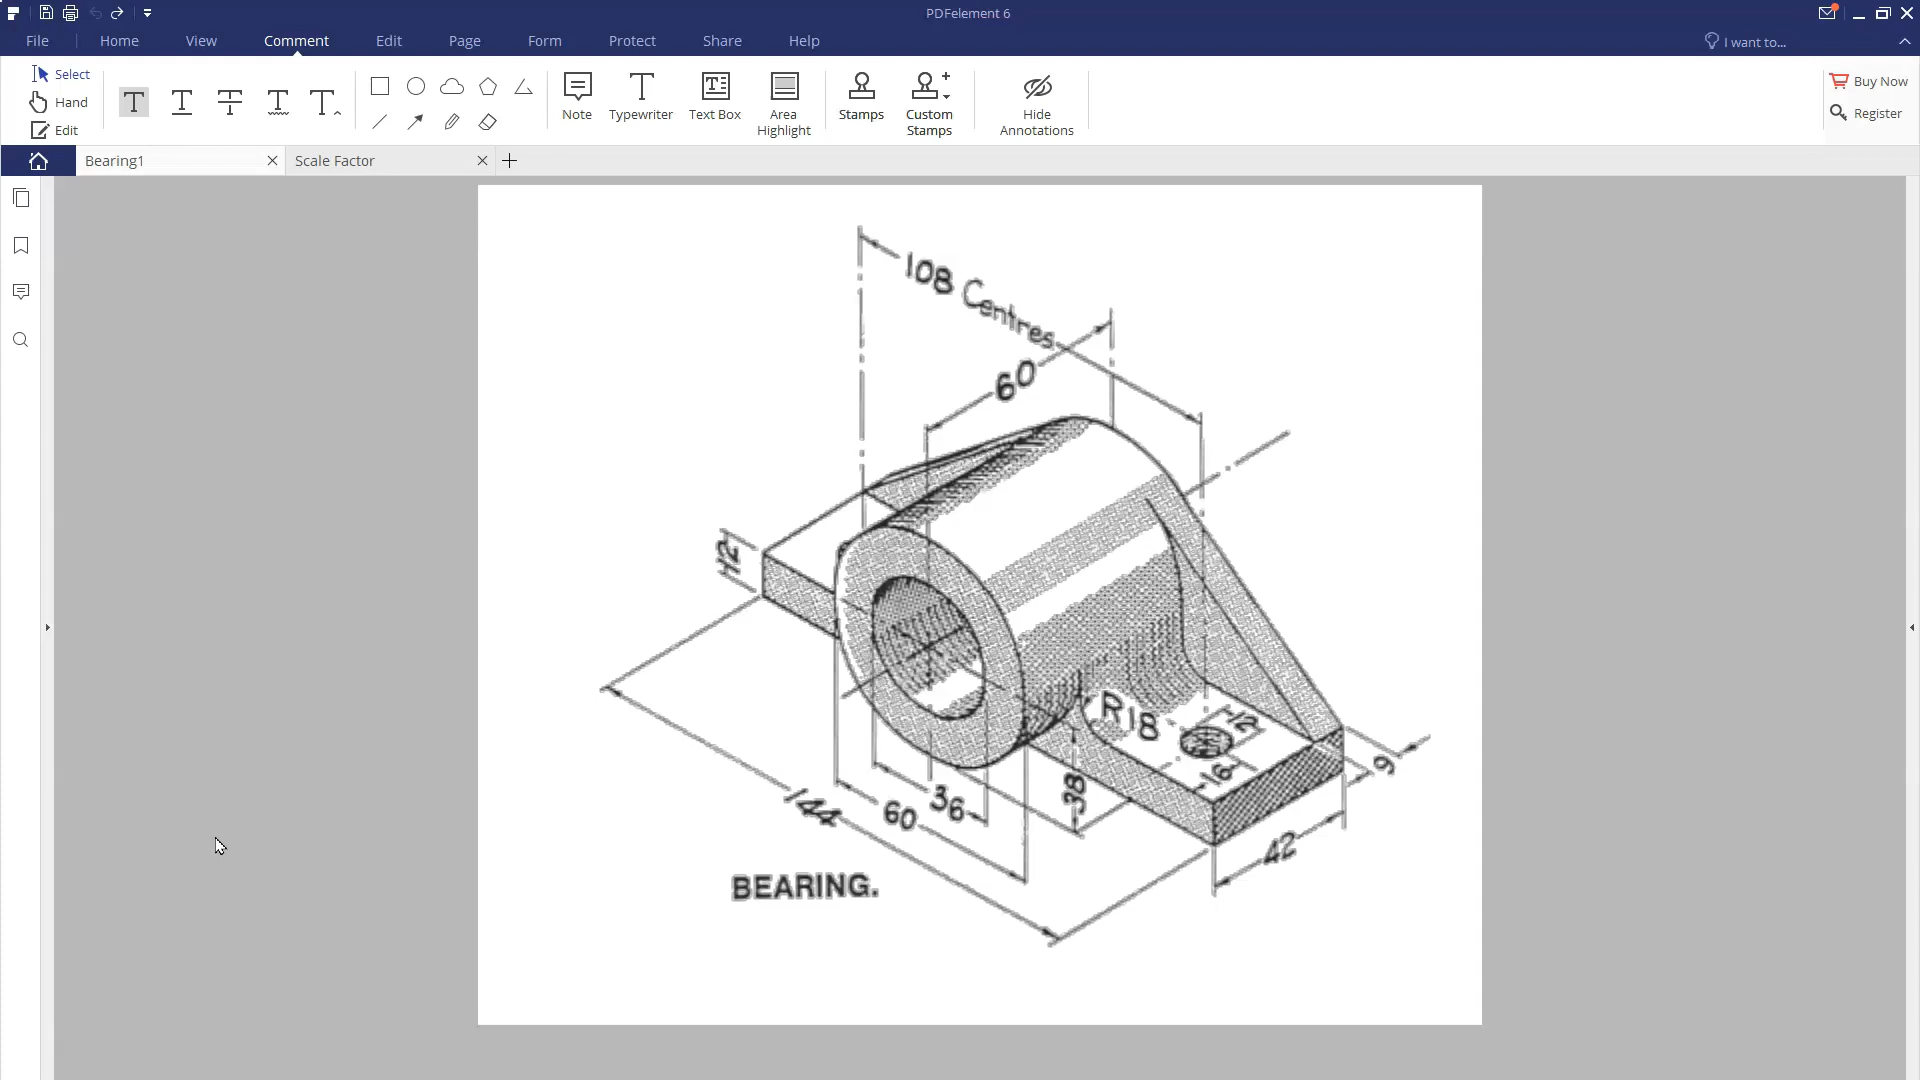 PDFelement 6
File Home View Comment Edit Page Form Protect Share Help I want to...
Select
Hand
Edit
Note Typewriter Text Box Area Highlight Stamps Custom Stamps Hide Annotations
Buy Now
Register
Bearing1 Scale Factor
108 Centres
60
12
R18
12
16
9
38
36
60
144
42
BEARING.